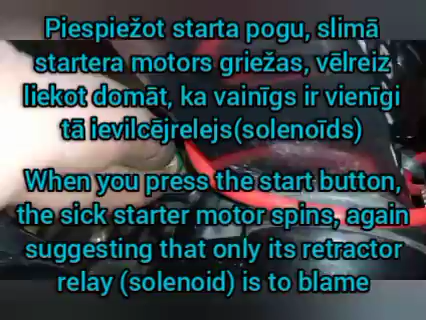 Piespiežot starta pogu, slimā
startera motors griežas, vēlreiz
liekot domāt, ka vainīgs ir vienīgi
tā ievilcējrelejs(solenoīds)
When you press the start button,
the sick starter motor spins, again
suggesting that only its retractor
relay (solenoid) is to blame